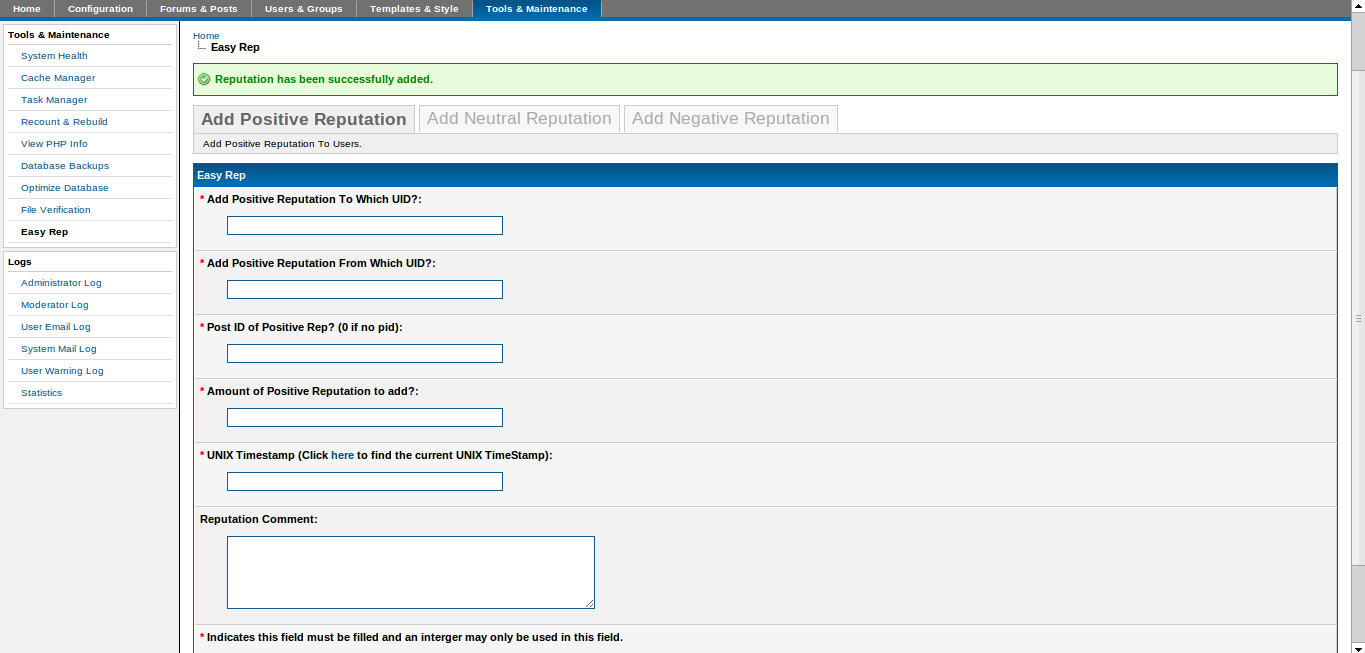 Home Configuration Forums & Posts Users & Groups Templates & Style Tools & Maintenance
Tools & Maintenance
System Health
Cache Manager
Task Manager
Recount & Rebuild
View PHP Info
Database Backups
Optimize Database
File Verification
Easy Rep
Logs
Administrator Log
Moderator Log
User Email Log
System Mail Log
User Warning Log
Statistics
Home
Easy Rep
Reputation has been successfully added.
Add Positive Reputation Add Neutral Reputation Add Negative Reputation
Add Positive Reputation To Users.
Easy Rep
* Add Positive Reputation To Which UID?:
* Add Positive Reputation From Which UID?:
* Post ID of Positive Rep? (0 if no pid):
* Amount of Positive Reputation to add?:
* UNIX Timestamp (Click here to find the current UNIX TimeStamp):
Reputation Comment:
* Indicates this field must be filled and an interger may only be used in this field.